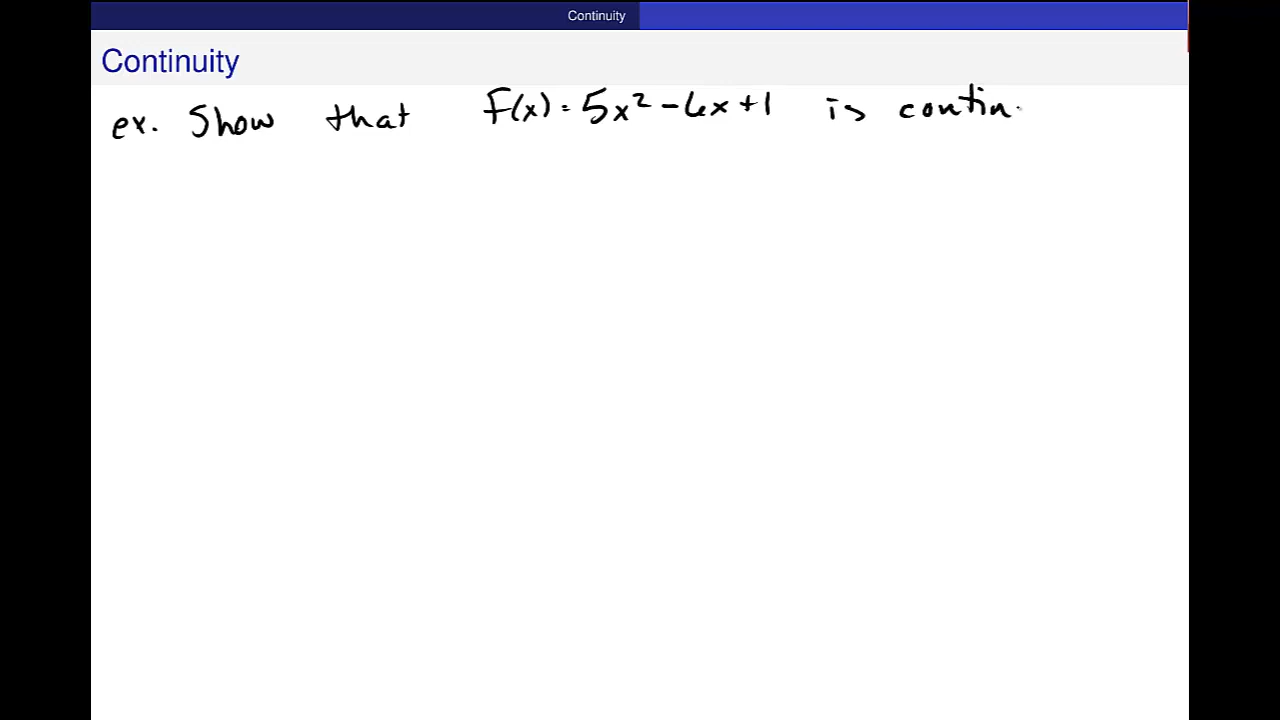 Continuity
Continuity
ex. Show that f(x) = 5x² - 6x + 1 is contin